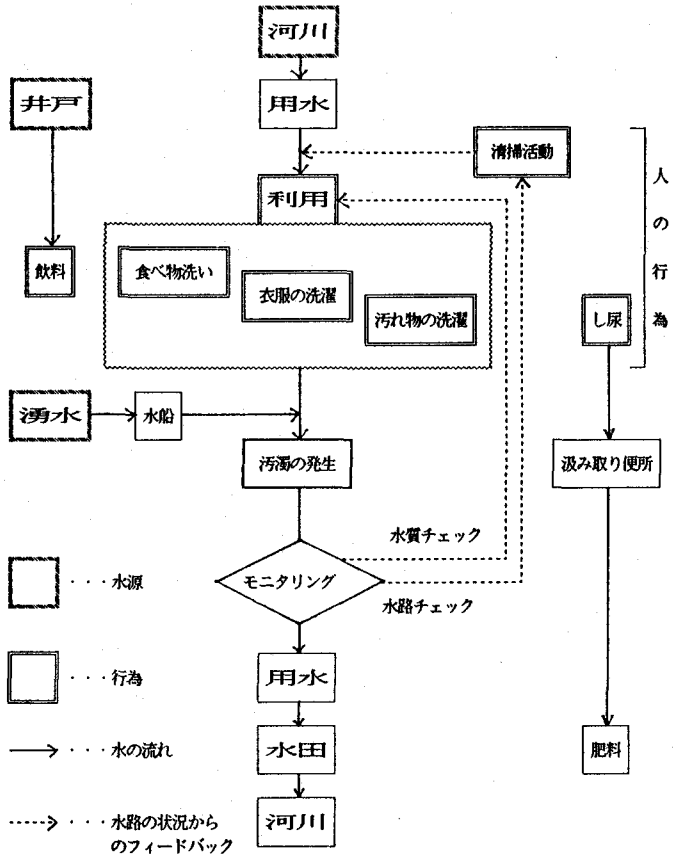 河川
井戸
用水
清掃活動
人の行為
利用
飲料
食べ物洗い
衣服の洗濯
汚れ物の洗濯
し尿
湧水
水船
汚濁の発生
汲み取り便所
水質チェック
モニタリング
水路チェック
・・・水源
用水
・・・行為
水田
肥料
・・・水の流れ
河川
・・・水路の状況から
のフィードバック